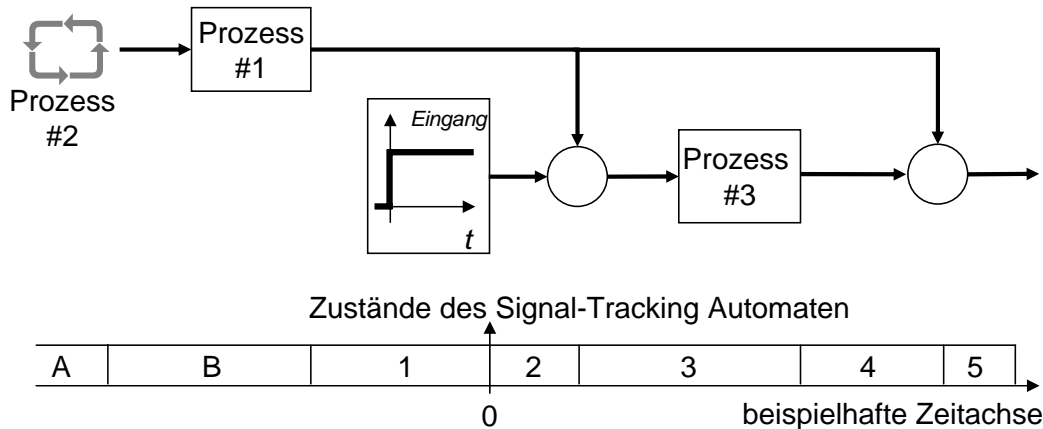 Prozess
#1
Prozess
#2
Eingang
t
Prozess
#3
Zustände des Signal-Tracking Automaten
A B 1 2 3 4 5
0
beispielhafte Zeitachse